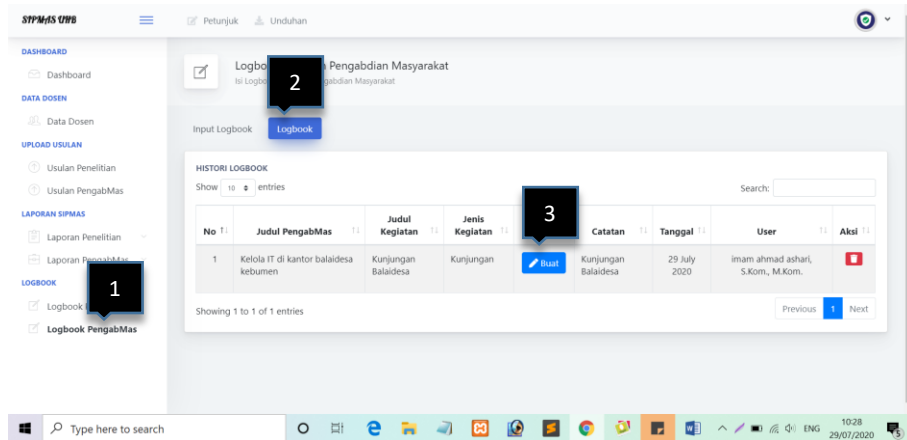 SIPMAS UHB
Petunjuk Unduhan
DASHBOARD
Dashboard
DATA DOSEN
Data Dosen
UPLOAD USULAN
Usulan Penelitian
Usulan PengabMas
LAPORAN SIPMAS
Laporan Penelitian
Laporan PengabMas
LOGBOOK
Logbook
Logbook PengabMas
1
Pengabdian Masyarakat
Isi Logbo gabdian Masyarakat
2
Input Logbook Logbook
HISTORI LOGBOOK
Show 10 entries
Search:
3
No Judul PengabMas Judul Kegiatan Jenis Kegiatan Catatan Tanggal User Aksi
1 Kelola IT di kantor balaidesa kebumen Kunjungan Balaidesa Kunjungan Buat Kunjungan Balaidesa 29 July 2020 imam ahmad ashari, S.Kom., M.Kom.
Showing 1 to 1 of 1 entries
Previous 1 Next
Type here to search
ENG
10:28
29/07/2020
5